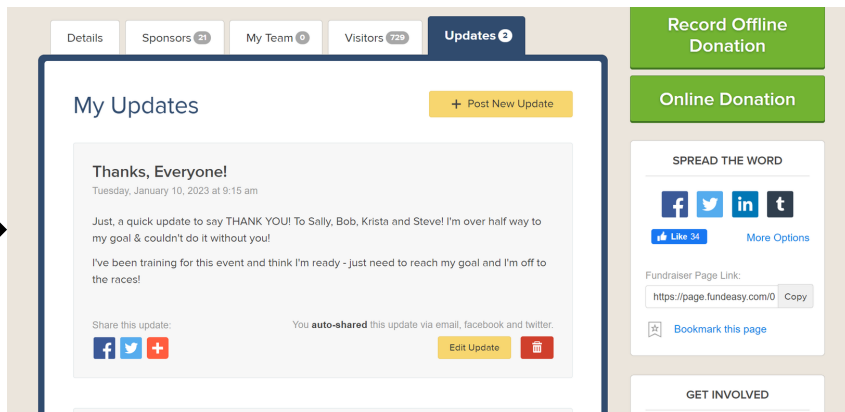 Details
Sponsors 21
My Team 0
Visitors 729
Updates 2
My Updates
+ Post New Update
Thanks, Everyone!
Tuesday, January 10, 2023 at 9:15 am
Just, a quick update to say THANK YOU! To Sally, Bob, Krista and Steve! I'm over half way to
my goal & couldn't do it without you!
I've been training for this event and think I'm ready - just need to reach my goal and I'm off to
the races!
Share this update:
You auto-shared this update via email, facebook and twitter.
Edit Update
Record Offline
Donation
Online Donation
SPREAD THE WORD
f
in
t
Like 34
More Options
Fundraiser Page Link:
https://page.fundeasy.com/0
Copy
Bookmark this page
GET INVOLVED